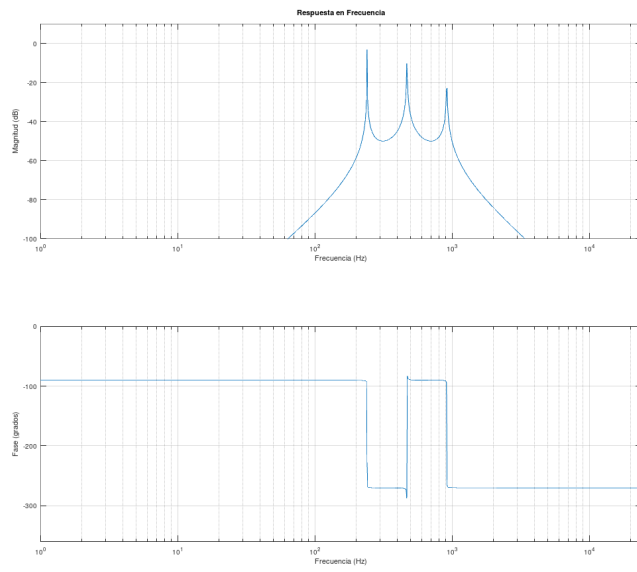 Respuesta en Frecuencia
0
-20
-40
-60
-80
-100
Magnitud (dB)
10^0 10^1 10^2 10^3 10^4
Frecuencia (Hz)
0
-100
-200
-300
Fase (grados)
10^0 10^1 10^2 10^3 10^4
Frecuencia (Hz)